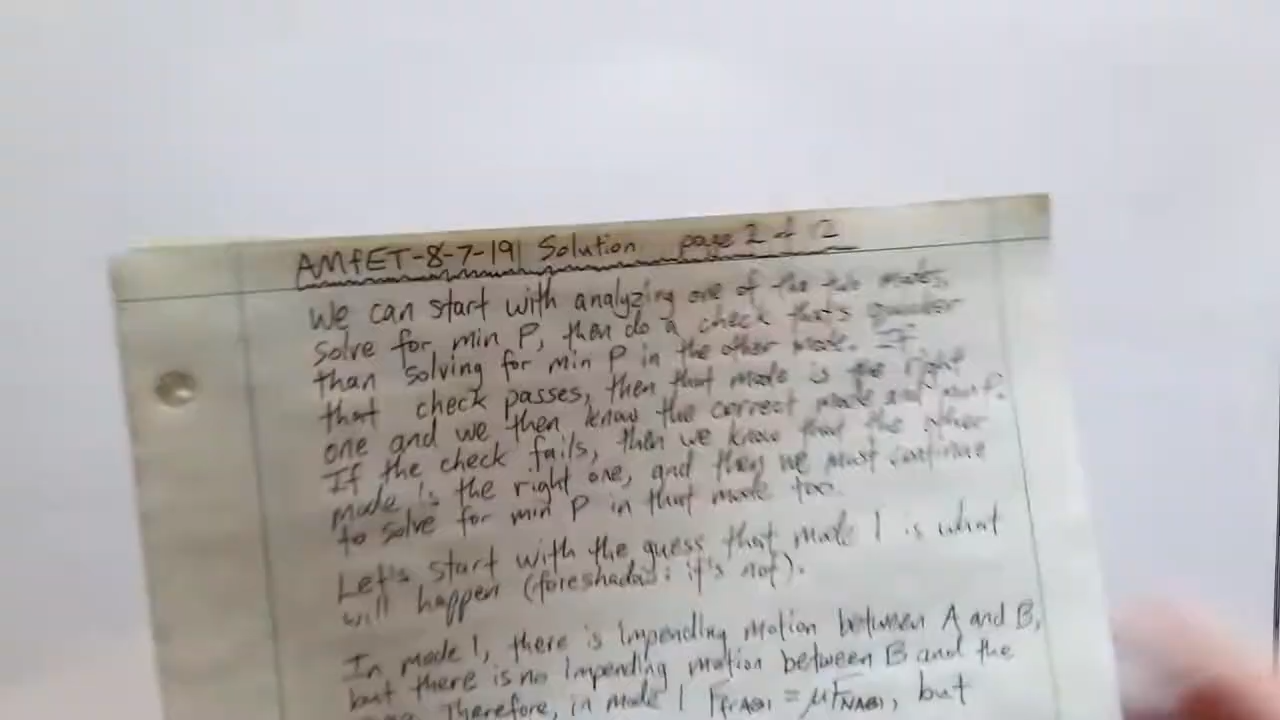 AMfET-8-7-19| Solution page 2 of 12
We can start with analyzing one of the two modes,
solve for min P, then do a check that's quicker
than solving for min P in the other mode. If
that check passes, then that mode is the right
one and we then know the correct mode and min P.
If the check fails, then we know that the other
mode is the right one, and then we must continue
to solve for min P in that mode too.
Let's start with the guess that mode 1 is what
will happen (foreshadow: it's not).
In mode 1, there is impending motion between A and B,
but there is no impending motion between B and the
Therefore, in mode 1 FfrAB1 = μFNAB1, but